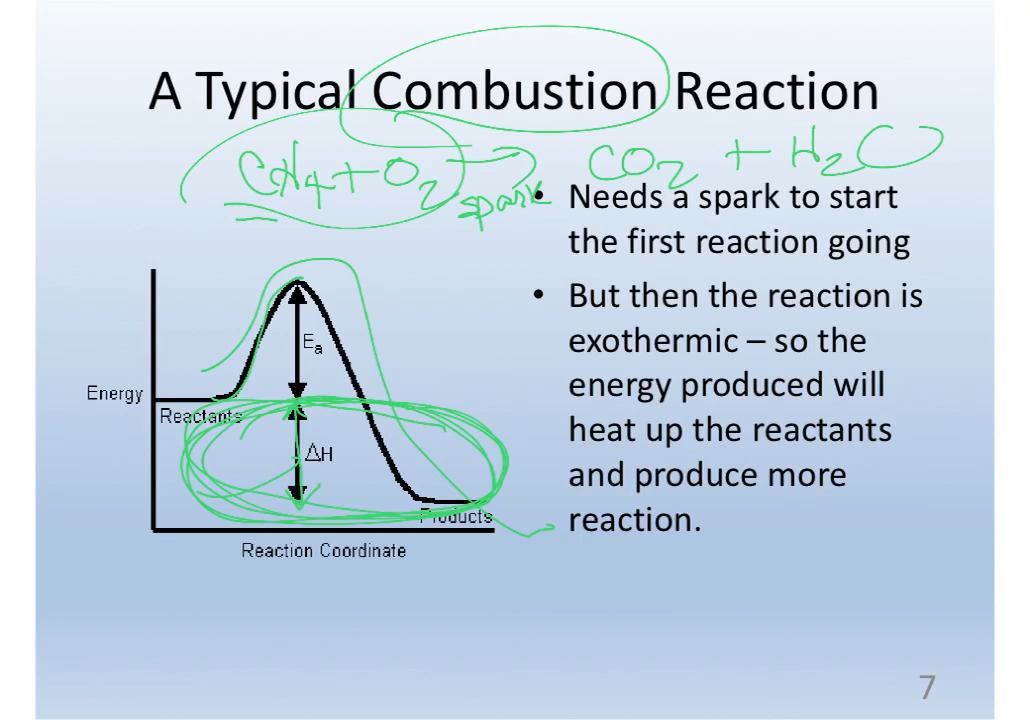 A Typical Combustion Reaction
CH4 + O2 → CO2 + H2O
spark
• Needs a spark to start
the first reaction going
• But then the reaction is
exothermic – so the
energy produced will
heat up the reactants
and produce more
reaction.
Ea
Energy
Reactants
ΔH
Products
Reaction Coordinate
7